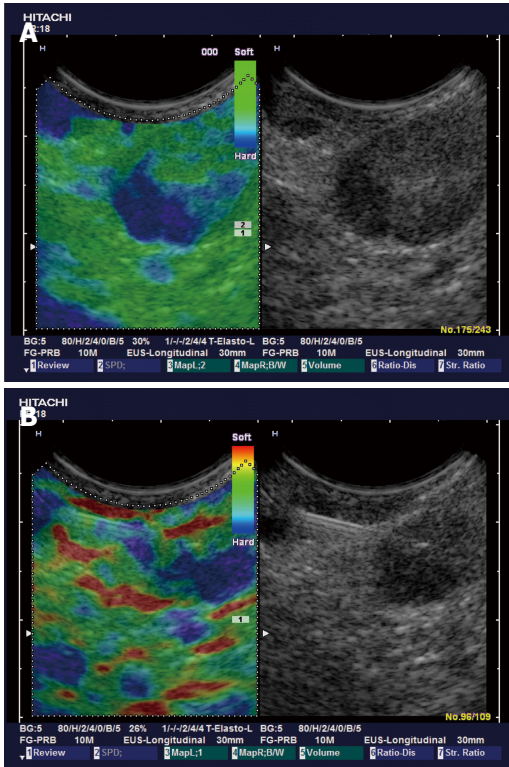 HITACHI
A
2:18
H
000
Soft
H
Hard
2
1
No.175/243
BG:5 80/H/2/4/0/B/5 30% 1/-/-/2/4/4 T-Elasto-L BG:5 80/H/2/4/0/B/5
FG-PRB 10M EUS-Longitudinal 30mm FG-PRB 10M EUS-Longitudinal 30mm
1 Review 2 SPD; 3 MapL;2 4 MapR;B/W 5 Volume 6 Ratio-Dis 7 Str. Ratio
HITACHI
B
:18
H
Soft
H
Hard
1
No.96/109
BG:5 80/H/2/4/0/B/5 26% 1/-/-/2/4/4 T-Elasto-L BG:5 80/H/2/4/0/B/5
FG-PRB 10M EUS-Longitudinal 30mm FG-PRB 10M EUS-Longitudinal 30mm
1 Review 2 SPD; 3 MapL;1 4 MapR;B/W 5 Volume 6 Ratio-Dis 7 Str. Ratio